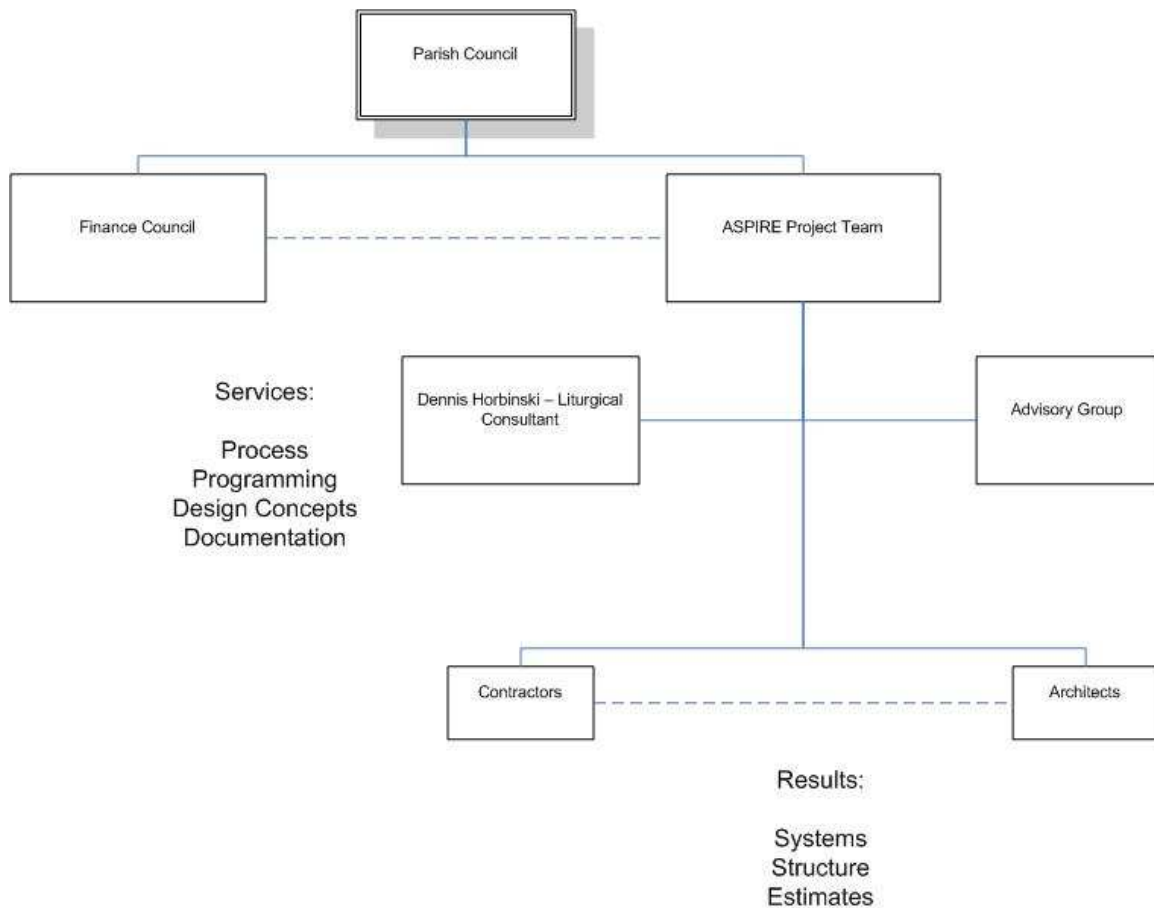 Parish Council
Finance Council
ASPIRE Project Team
Services:
Process
Programming
Design Concepts
Documentation
Dennis Horbinski – Liturgical
Consultant
Advisory Group
Contractors
Architects
Results:
Systems
Structure
Estimates